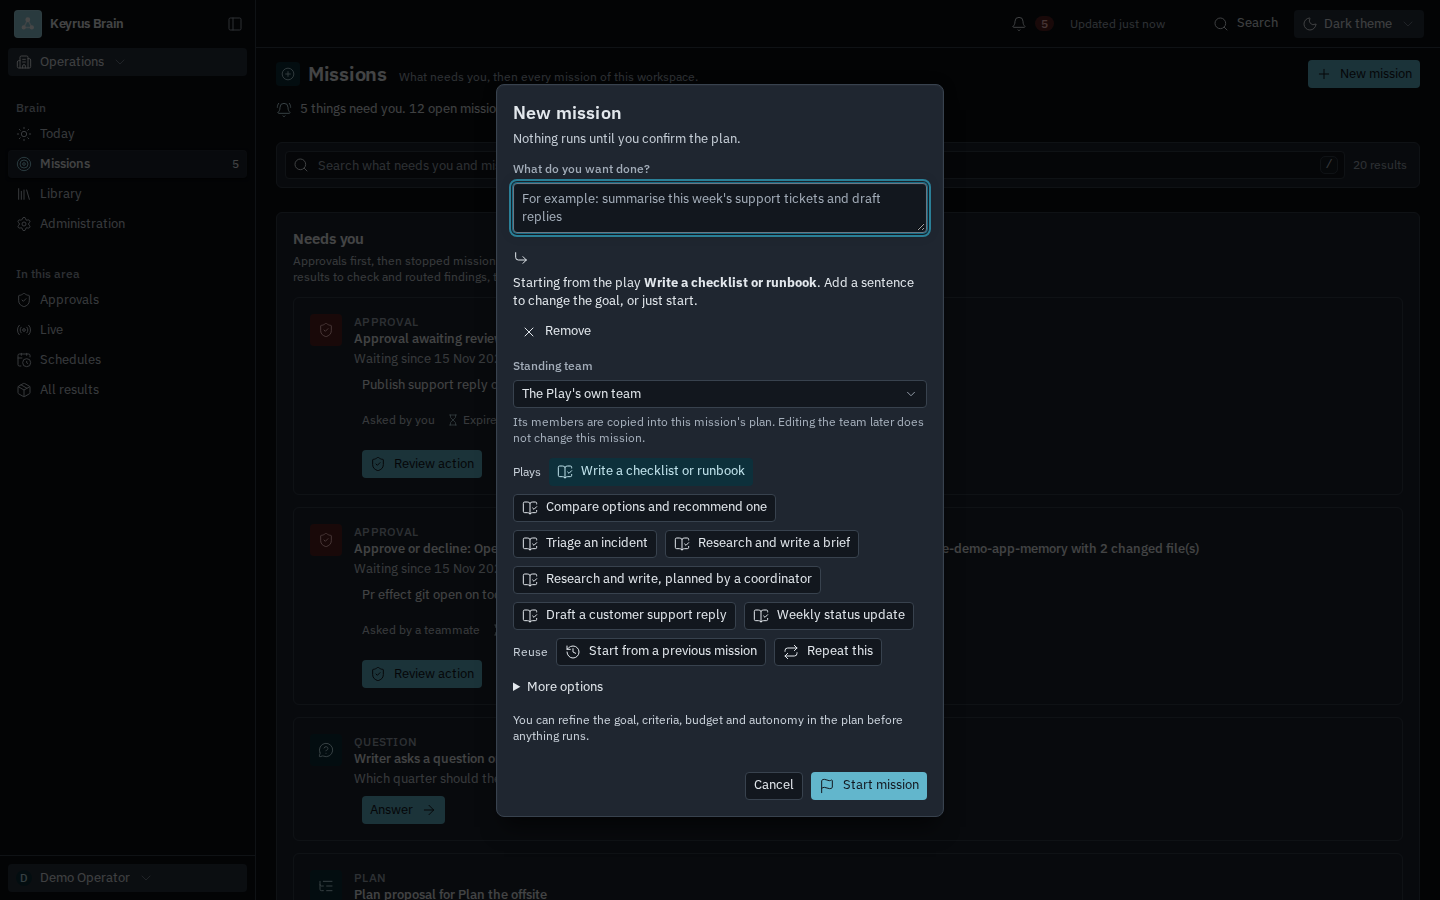 Keyrus Brain
5
Updated just now
Search
Dark theme
Operations
Missions
What needs you, then every mission of this workspace.
New mission
5 things need you. 12 open missio
Brain
Today
Missions
5
Library
Administration
In this area
Approvals
Live
Schedules
All results
Search what needs you and mi
/
20 results
Needs you
Approvals first, then stopped mission
results to check and routed findings, t
APPROVAL
Approval awaiting revie
Waiting since 15 Nov 20
Publish support reply
Asked by you
Expire
Review action
APPROVAL
Approve or decline: Ope
e-demo-app-memory with 2 changed file(s)
Waiting since 15 Nov 20
Pr effect git open on to
Asked by a teammate
Review action
QUESTION
Writer asks a question o
Which quarter should the
Answer
PLAN
Plan proposal for Plan the offsite
D
Demo Operator
New mission
Nothing runs until you confirm the plan.
What do you want done?
For example: summarise this week's support tickets and draft
replies
Starting from the play Write a checklist or runbook. Add a sentence
to change the goal, or just start.
Remove
Standing team
The Play's own team
Its members are copied into this mission's plan. Editing the team later does
not change this mission.
Plays
Write a checklist or runbook
Compare options and recommend one
Triage an incident
Research and write a brief
Research and write, planned by a coordinator
Draft a customer support reply
Weekly status update
Reuse
Start from a previous mission
Repeat this
More options
You can refine the goal, criteria, budget and autonomy in the plan before
anything runs.
Cancel
Start mission